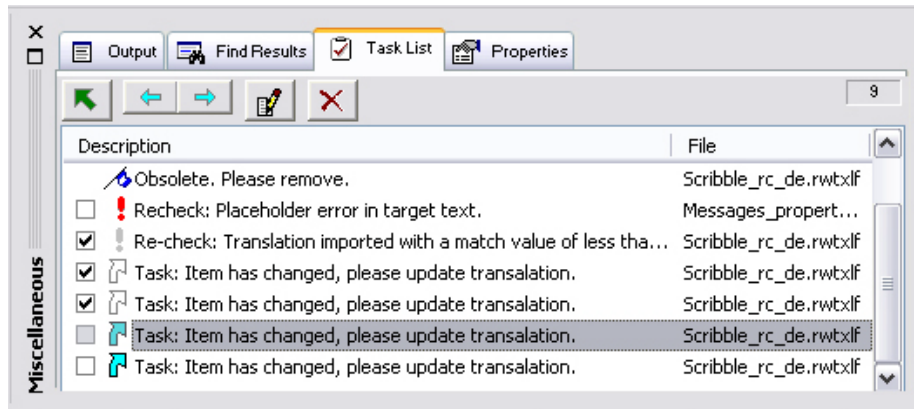 Output Find Results Task List Properties
9
Description File
Obsolete. Please remove. Scribble_rc_de.rwtxlf
Recheck: Placeholder error in target text. Messages_propert...
Re-check: Translation imported with a match value of less tha... Scribble_rc_de.rwtxlf
Task: Item has changed, please update transalation. Scribble_rc_de.rwtxlf
Task: Item has changed, please update transalation. Scribble_rc_de.rwtxlf
Task: Item has changed, please update transalation. Scribble_rc_de.rwtxlf
Task: Item has changed, please update transalation. Scribble_rc_de.rwtxlf
Miscellaneous